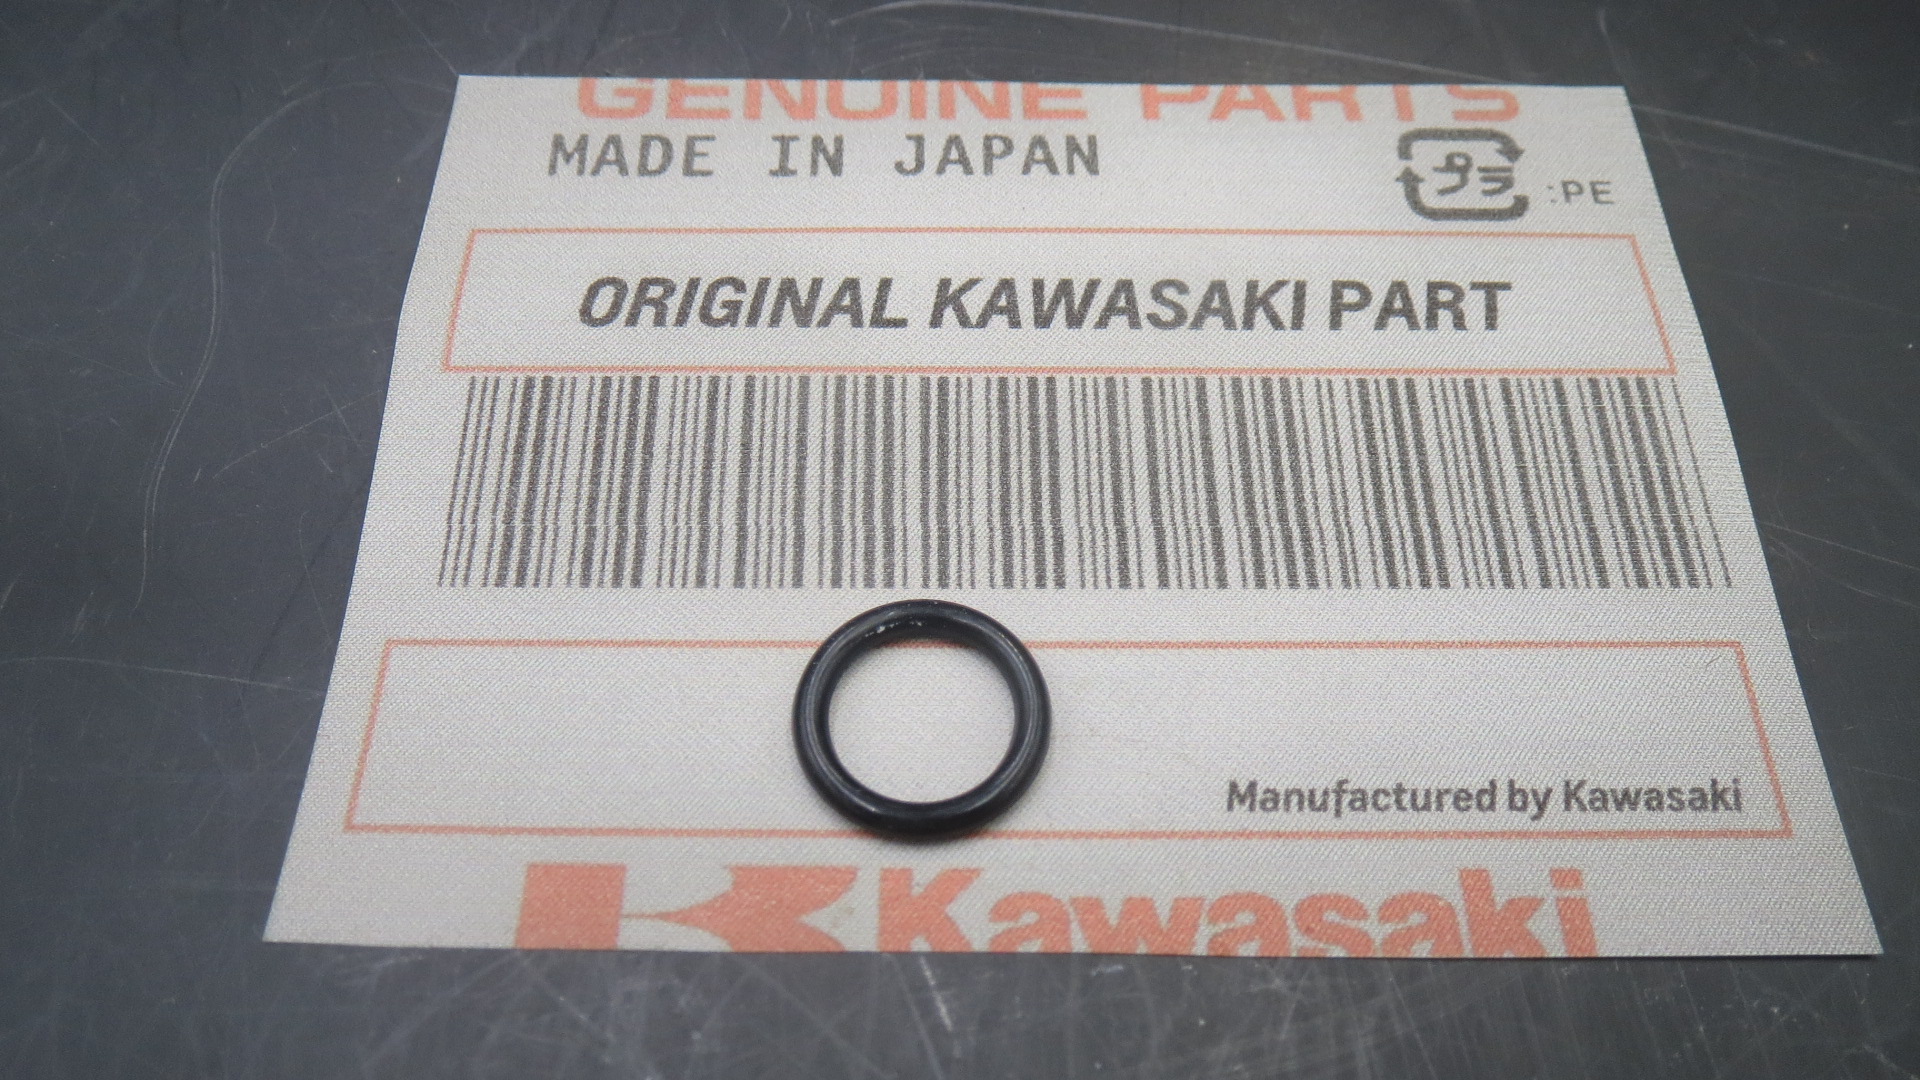 GENUINE PARTS
MADE IN JAPAN
プラ :PE
ORIGINAL KAWASAKI PART
Manufactured by Kawasaki
Kawasaki